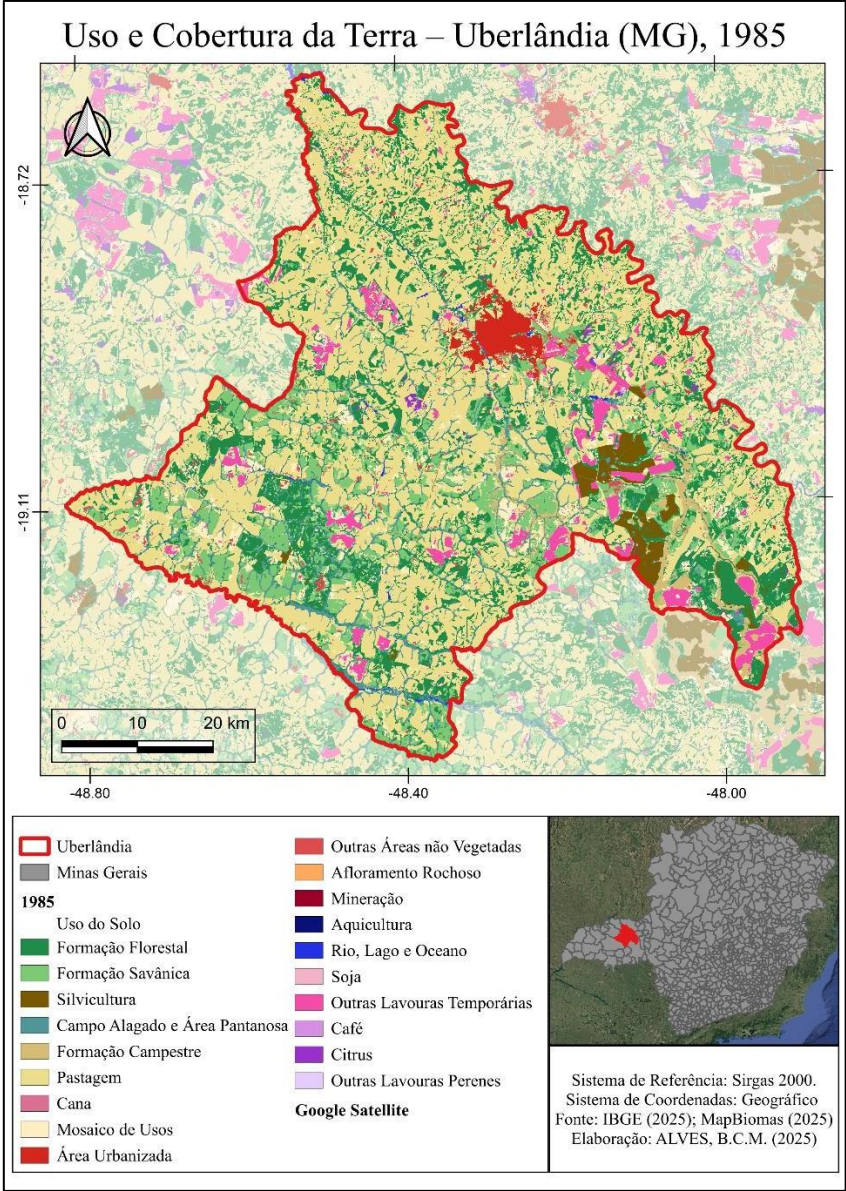 Uso e Cobertura da Terra – Uberlândia (MG), 1985
-18.72
-19.11
0 10 20 km
-48.80 -48.40 -48.00
Uberlândia
Minas Gerais
1985
Uso do Solo
Formação Florestal
Formação Savânica
Silvicultura
Campo Alagado e Área Pantanosa
Formação Campestre
Pastagem
Cana
Mosaico de Usos
Área Urbanizada
Outras Áreas não Vegetadas
Afloramento Rochoso
Mineração
Aquicultura
Rio, Lago e Oceano
Soja
Outras Lavouras Temporárias
Café
Citrus
Outras Lavouras Perenes
Google Satellite
Sistema de Referência: Sirgas 2000.
Sistema de Coordenadas: Geográfico
Fonte: IBGE (2025); MapBiomas (2025)
Elaboração: ALVES, B.C.M. (2025)